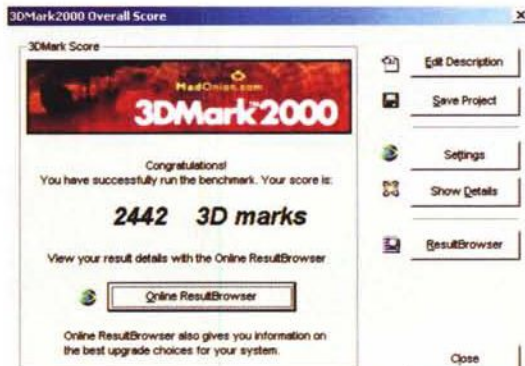 3DMark2000 Overall Score
3DMark Score
MadOnion.com
3DMark 2000
Congratulations!
You have successfully run the benchmark. Your score is:
2442 3D marks
View your result details with the Online ResultBrowser
Online ResultBrowser
Online ResultBrowser also gives you information on
the best upgrade choices for your system.
Edit Description
Save Project
Settings
Show Details
ResultBrowser
Close